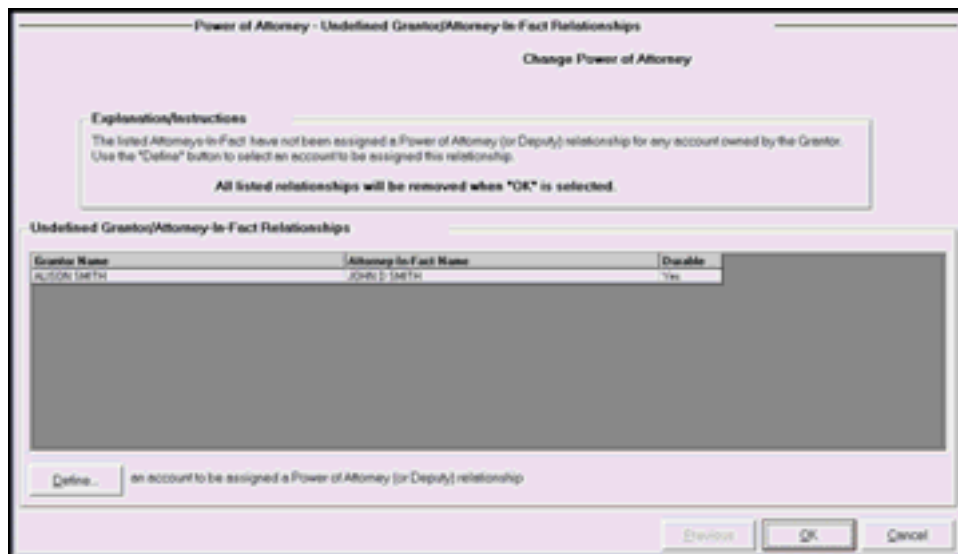 Power of Attorney - Undefined Grantor/Attorney-In-Fact Relationships
Change Power of Attorney
Explanation/Instructions
The listed Attorneys-In-Fact have not been assigned a Power of Attorney (or Deputy) relationship for any account owned by the Grantor.
Use the "Define" button to select an account to be assigned this relationship.
All listed relationships will be removed when "OK" is selected.
Undefined Grantor/Attorney-In-Fact Relationships
Grantor Name Attorney-In-Fact Name Durable
ALISON SMITH JOHN D SMITH Yes
Define... an account to be assigned a Power of Attorney (or Deputy) relationship
Previous OK Cancel